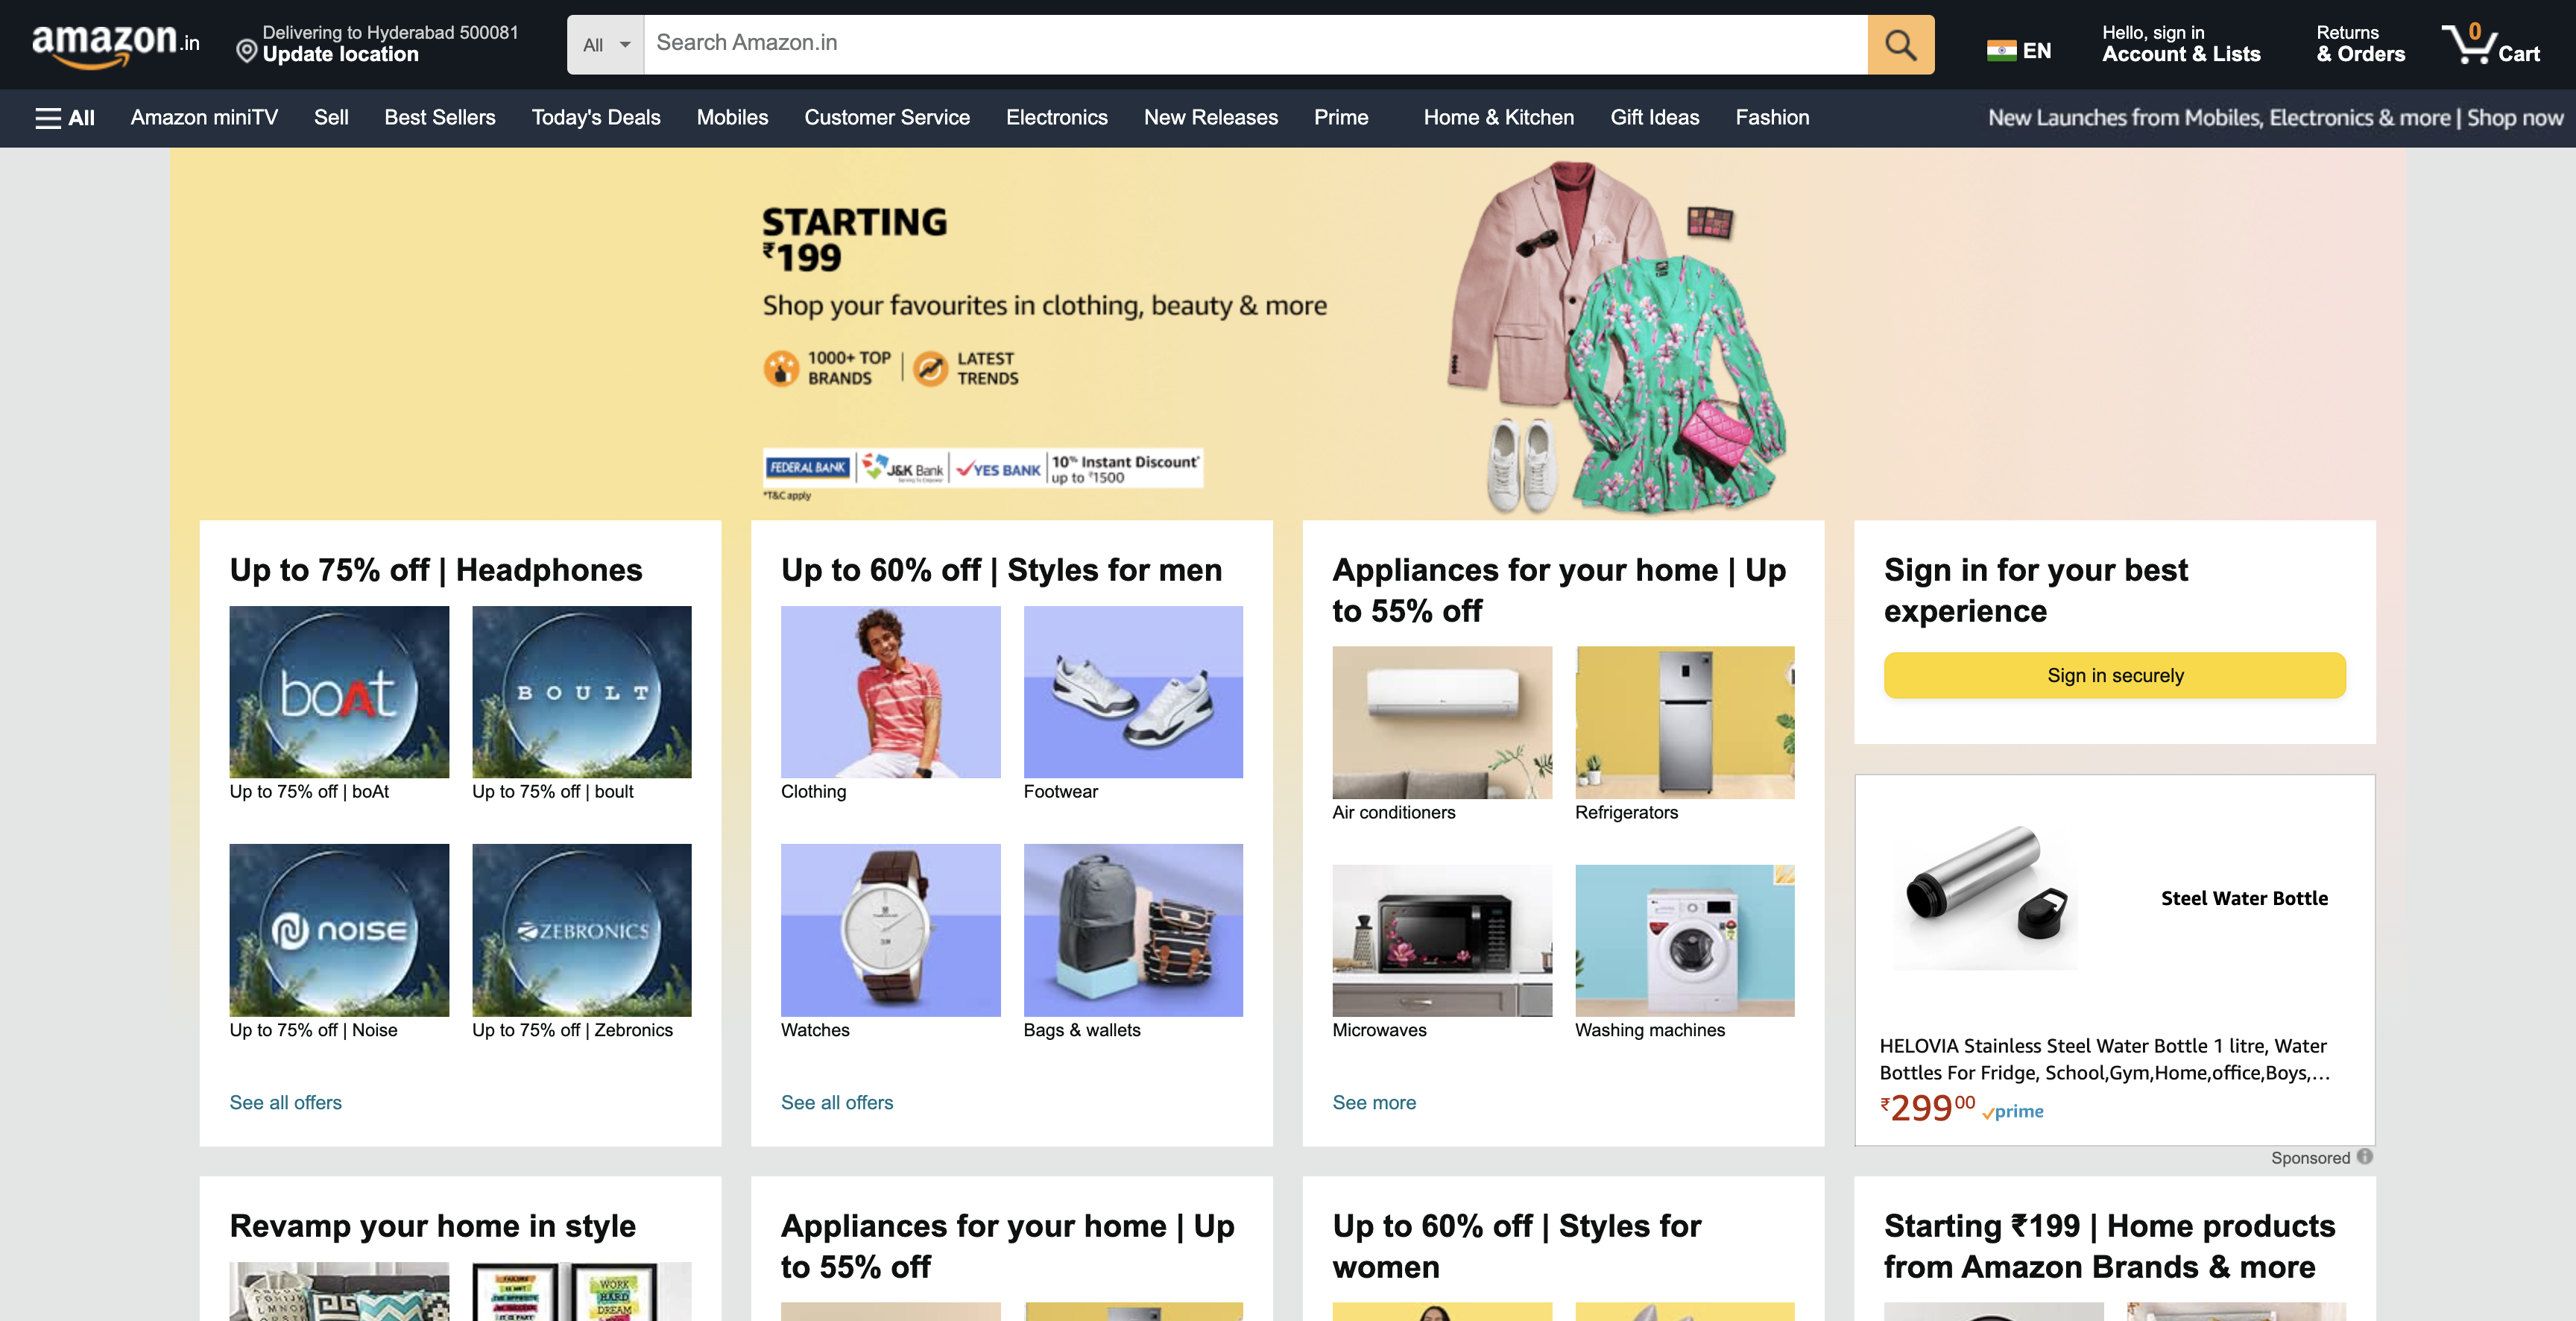 amazon.in
Delivering to Hyderabad 500081
Update location
All
Search Amazon.in
EN
Hello, sign in
Account & Lists
Returns
& Orders
0
Cart
All
Amazon miniTV
Sell
Best Sellers
Today's Deals
Mobiles
Customer Service
Electronics
New Releases
Prime
Home & Kitchen
Gift Ideas
Fashion
New Launches from Mobiles, Electronics & more | Shop now
STARTING
₹199
Shop your favourites in clothing, beauty & more
1000+ TOP
BRANDS
LATEST
TRENDS
FEDERAL BANK
J&K Bank
Serving To Empower
YES BANK
10% Instant Discount*
up to ₹1500
*T&C apply
Up to 75% off | Headphones
boAt
BOULT
Up to 75% off | boAt
Up to 75% off | boult
NOISE
ZEBRONICS
Up to 75% off | Noise
Up to 75% off | Zebronics
See all offers
Up to 60% off | Styles for men
Clothing
Footwear
Watches
Bags & wallets
See all offers
Appliances for your home | Up
to 55% off
Air conditioners
Refrigerators
Microwaves
Washing machines
See more
Sign in for your best
experience
Sign in securely
Steel Water Bottle
HELOVIA Stainless Steel Water Bottle 1 litre, Water
Bottles For Fridge, School,Gym,Home,office,Boys,...
₹299.00 prime
Sponsored
Revamp your home in style
FGHIJ
LMNOP
WORK
HARD
DREAM
Appliances for your home | Up
to 55% off
Up to 60% off | Styles for
women
Starting ₹199 | Home products
from Amazon Brands & more